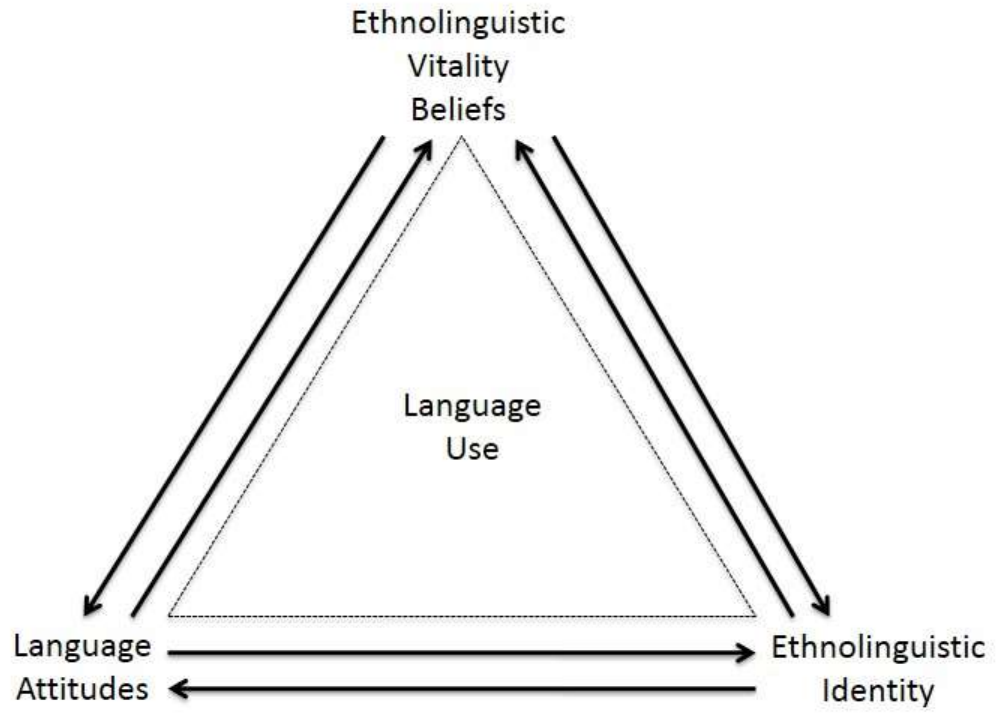 Ethnolinguistic
Vitality
Beliefs
Language
Use
Language
Attitudes
Ethnolinguistic
Identity